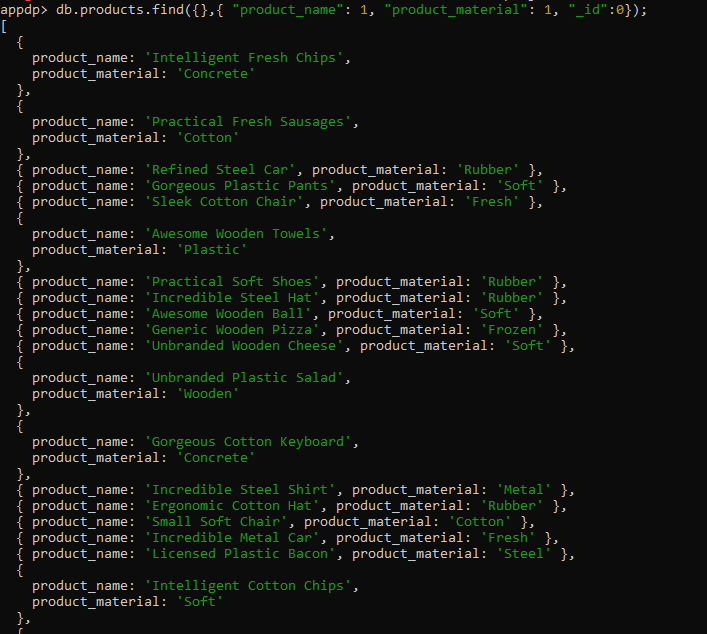 appdp> db.products.find({},{ "product_name": 1, "product_material": 1, "_id":0});
[
  {
    product_name: 'Intelligent Fresh Chips',
    product_material: 'Concrete'
  },
  {
    product_name: 'Practical Fresh Sausages',
    product_material: 'Cotton'
  },
  { product_name: 'Refined Steel Car', product_material: 'Rubber' },
  { product_name: 'Gorgeous Plastic Pants', product_material: 'Soft' },
  { product_name: 'Sleek Cotton Chair', product_material: 'Fresh' },
  {
    product_name: 'Awesome Wooden Towels',
    product_material: 'Plastic'
  },
  { product_name: 'Practical Soft Shoes', product_material: 'Rubber' },
  { product_name: 'Incredible Steel Hat', product_material: 'Rubber' },
  { product_name: 'Awesome Wooden Ball', product_material: 'Soft' },
  { product_name: 'Generic Wooden Pizza', product_material: 'Frozen' },
  { product_name: 'Unbranded Wooden Cheese', product_material: 'Soft' },
  {
    product_name: 'Unbranded Plastic Salad',
    product_material: 'Wooden'
  },
  {
    product_name: 'Gorgeous Cotton Keyboard',
    product_material: 'Concrete'
  },
  { product_name: 'Incredible Steel Shirt', product_material: 'Metal' },
  { product_name: 'Ergonomic Cotton Hat', product_material: 'Rubber' },
  { product_name: 'Small Soft Chair', product_material: 'Cotton' },
  { product_name: 'Incredible Metal Car', product_material: 'Fresh' },
  { product_name: 'Licensed Plastic Bacon', product_material: 'Steel' },
  {
    product_name: 'Intelligent Cotton Chips',
    product_material: 'Soft'
  },
  {